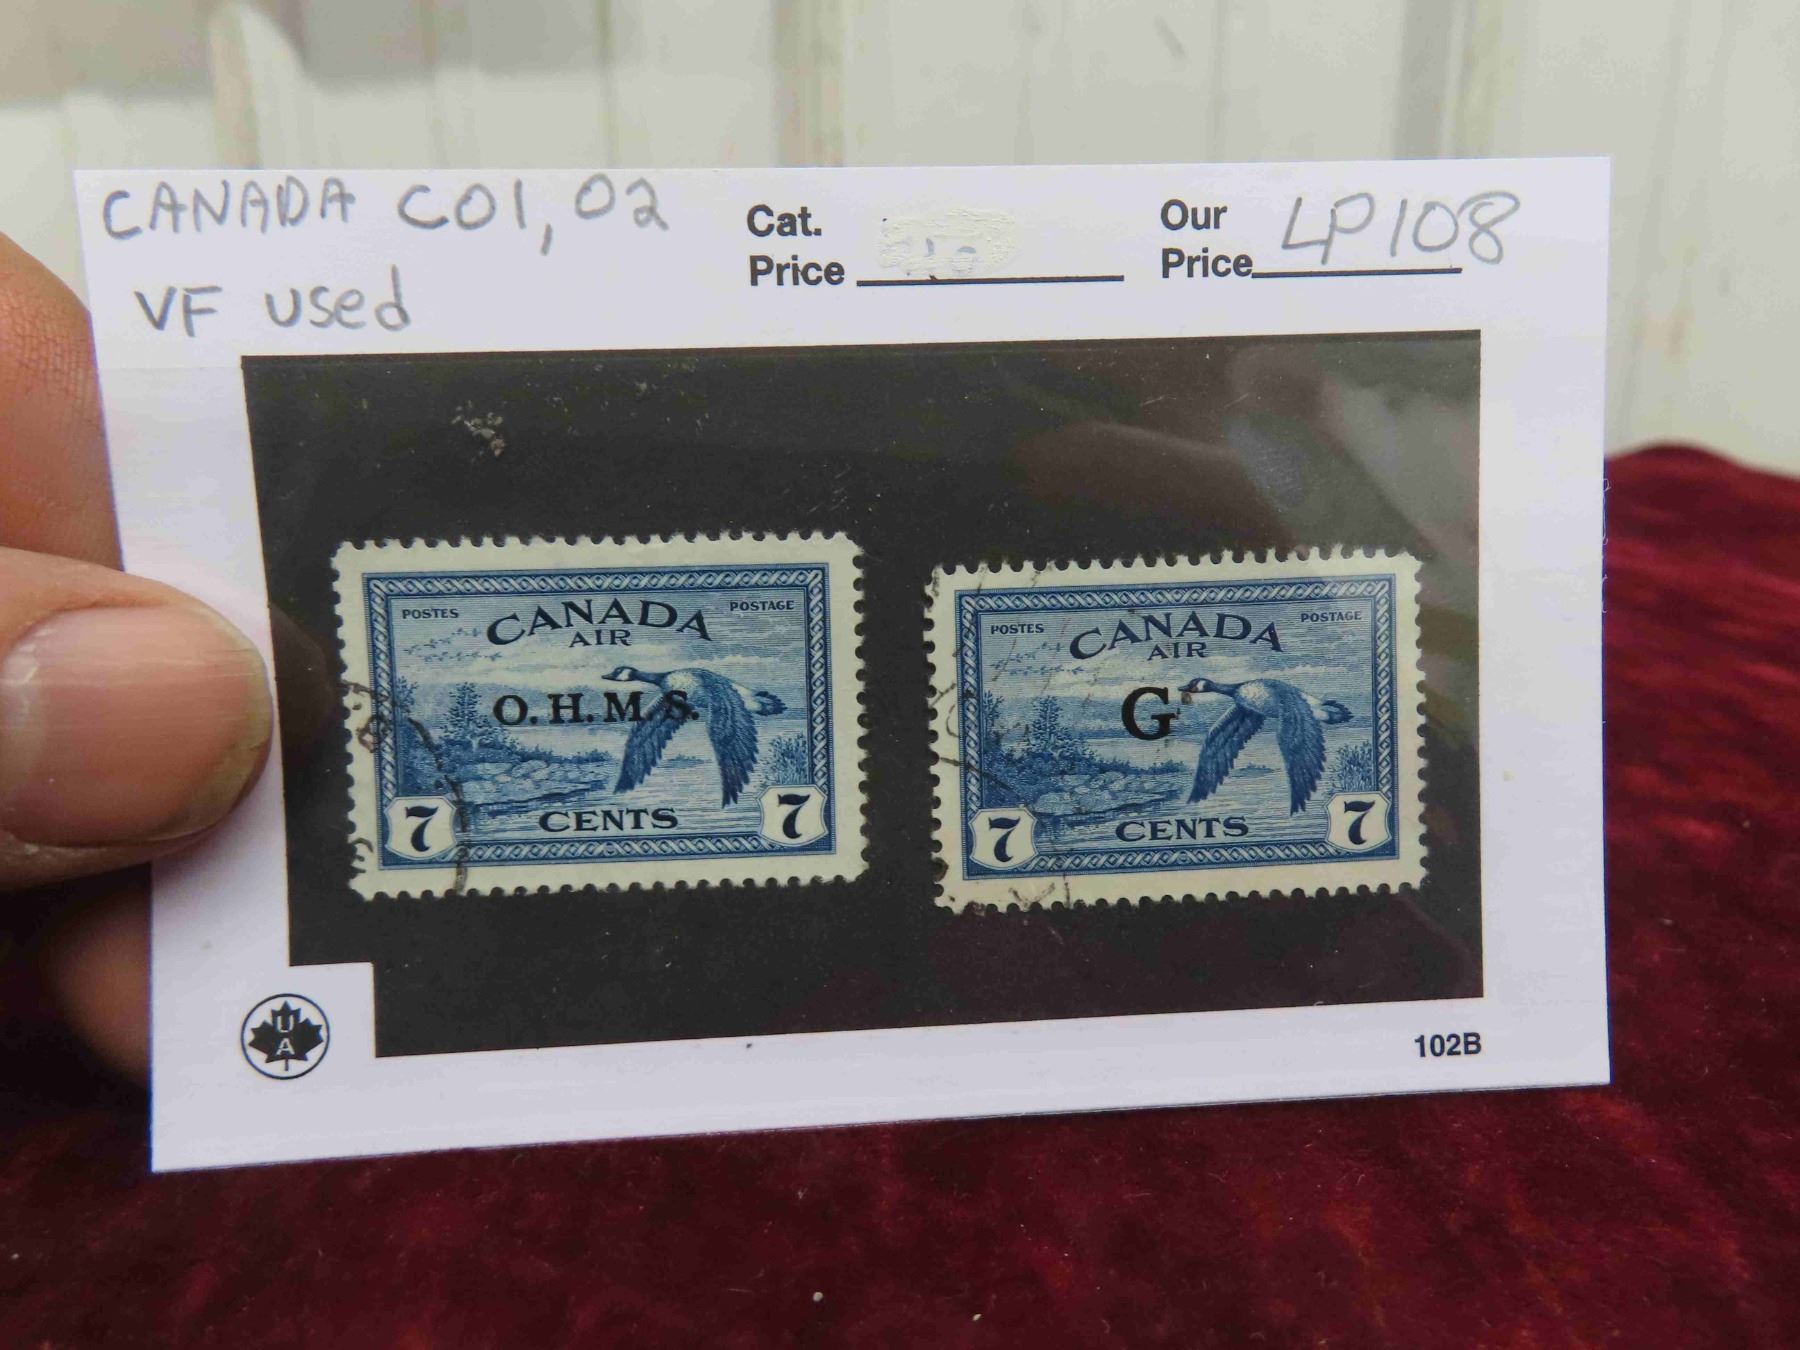 CANADA CO1, O2
VF used
Cat.
Price
Our
Price LP108
POSTES CANADA POSTAGE
AIR
O.H.M.S.
7 CENTS 7
POSTES CANADA POSTAGE
AIR
G
7 CENTS 7
U
A
T
102B